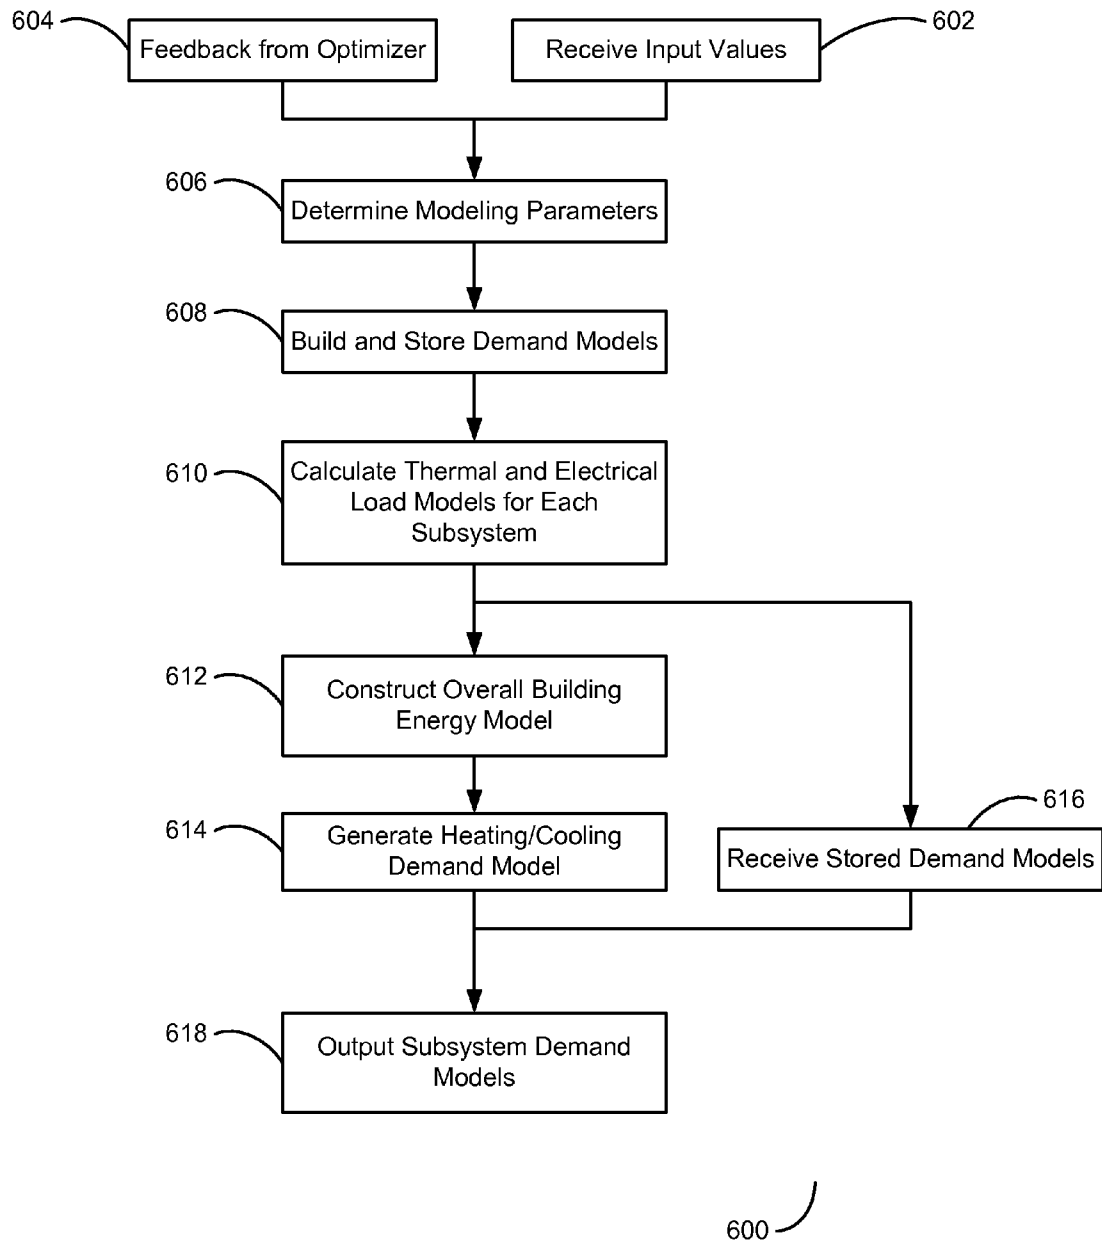 604
Feedback from Optimizer
Receive Input Values
602
606
Determine Modeling Parameters
608
Build and Store Demand Models
610
Calculate Thermal and Electrical
Load Models for Each
Subsystem
612
Construct Overall Building
Energy Model
614
Generate Heating/Cooling
Demand Model
616
Receive Stored Demand Models
618
Output Subsystem Demand
Models
600